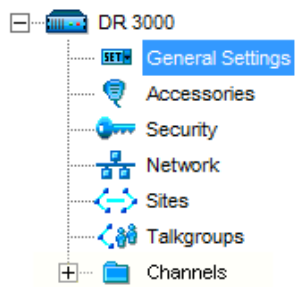 DR 3000
SET
General Settings
Accessories
Security
Network
Sites
Talkgroups
Channels